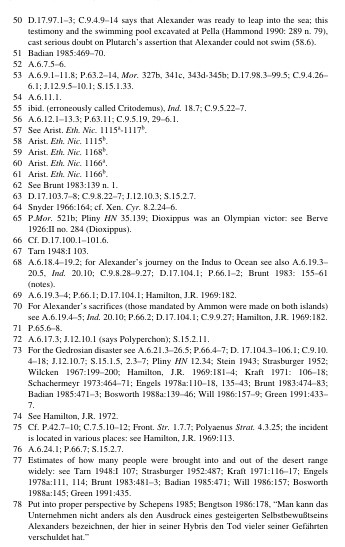 50 D.17.97.1–3; C.9.4.9–14 says that Alexander was ready to leap into the sea; this
testimony and the swimming pool excavated at Pella (Hammond 1990: 289 n. 79),
cast serious doubt on Plutarch's assertion that Alexander could not swim (58.6).
51 Badian 1985:469–70.
52 A.6.7.5–6.
53 A.6.9.1–11.8; P.63.2–14, Mor. 327b, 341c, 343d-345b; D.17.98.3–99.5; C.9.4.26–
6.1; J.12.9.5–10.1; S.15.1.33.
54 A.6.11.1.
55 ibid. (erroneously called Critodemus), Ind. 18.7; C.9.5.22–7.
56 A.6.12.1–13.3; P.63.11; C.9.5.19, 29–6.1.
57 See Arist. Eth. Nic. 1115ᵃ-1117ᵇ.
58 Arist. Eth. Nic. 1115ᵇ.
59 Arist. Eth. Nic. 1168ᵇ.
60 Arist. Eth. Nic. 1166ᵃ.
61 Arist. Eth. Nic. 1166ᵇ.
62 See Brunt 1983:139 n. 1.
63 D.17.103.7–8; C.9.8.22–7; J.12.10.3; S.15.2.7.
64 Snyder 1966:164; cf. Xen. Cyr. 8.2.24–6.
65 P.Mor. 521b; Pliny HN 35.139; Dioxippus was an Olympian victor: see Berve
1926:II no. 284 (Dioxippus).
66 Cf. D.17.100.1–101.6.
67 Tarn 1948:I 103.
68 A.6.18.4–19.2; for Alexander's journey on the Indus to Ocean see also A.6.19.3–
20.5, Ind. 20.10; C.9.8.28–9.27; D.17.104.1; P.66.1–2; Brunt 1983: 155–61
(notes).
69 A.6.19.3–4; P.66.1; D.17.104.1; Hamilton, J.R. 1969:182.
70 For Alexander's sacrifices (those mandated by Ammon were made on both islands)
see A.6.19.4–5; Ind. 20.10; P.66.2; D.17.104.1; C.9.9.27; Hamilton, J.R. 1969:182.
71 P.65.6–8.
72 A.6.17.3; J.12.10.1 (says Polyperchon); S.15.2.11.
73 For the Gedrosian disaster see A.6.21.3–26.5; P.66.4–7; D. 17.104.3–106.1; C.9.10.
4–18; J.12.10.7; S.15.1.5, 2.3–7; Pliny HN 12.34; Stein 1943; Strasburger 1952;
Wilcken 1967:199–200; Hamilton, J.R. 1969:181–4; Kraft 1971: 106–18;
Schachermeyr 1973:464–71; Engels 1978a:110–18, 135–43; Brunt 1983:474–83;
Badian 1985:471–3; Bosworth 1988a:139–46; Will 1986:157–9; Green 1991:433–
7.
74 See Hamilton, J.R. 1972.
75 Cf. P.42.7–10; C.7.5.10–12; Front. Str. 1.7.7; Polyaenus Strat. 4.3.25; the incident
is located in various places: see Hamilton, J.R. 1969:113.
76 A.6.24.1; P.66.7; S.15.2.7.
77 Estimates of how many people were brought into and out of the desert range
widely: see Tarn 1948:I 107; Strasburger 1952:487; Kraft 1971:116–17; Engels
1978a:111, 114; Brunt 1983:481–3; Badian 1985:471; Will 1986:157; Bosworth
1988a:145; Green 1991:435.
78 Put into proper perspective by Schepens 1985; Bengtson 1986:178, “Man kann das
Unternehmen nicht anders als den Ausdruck eines gesteigerten Selbstbewußtseins
Alexanders bezeichnen, der hier in seiner Hybris den Tod vieler seiner Gefährten
verschuldet hat.”